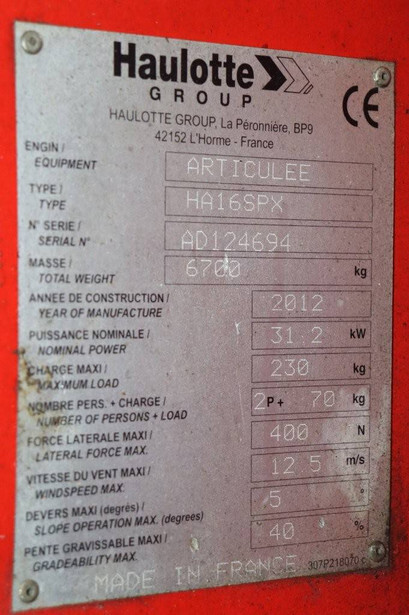 Haulotte
GROUP
HAULOTTE GROUP, La Péronnière, BP9
42152 L'Horme - France
CE
ENGIN / EQUIPMENT ARTICULEE
TYPE / TYPE HA16SPX
N° SERIE / SERIAL N° AD124694
MASSE / TOTAL WEIGHT 6700 kg
ANNEE DE CONSTRUCTION / YEAR OF MANUFACTURE 2012
PUISSANCE NOMINALE / NOMINAL POWER 31.2 kW
CHARGE MAXI / MAXIMUM LOAD 230 kg
NOMBRE PERS. + CHARGE / NUMBER OF PERSONS + LOAD 2P+ 70 kg
FORCE LATERALE MAXI / LATERAL FORCE MAX. 400 N
VITESSE DU VENT MAXI / WINDSPEED MAX. 12 5 m/s
DEVERS MAXI (degrés) / SLOPE OPERATION MAX. (degrees) 5 °
PENTE GRAVISSABLE MAXI / GRADEABILITY MAX. 40 %
MADE IN FRANCE 307P218070 c